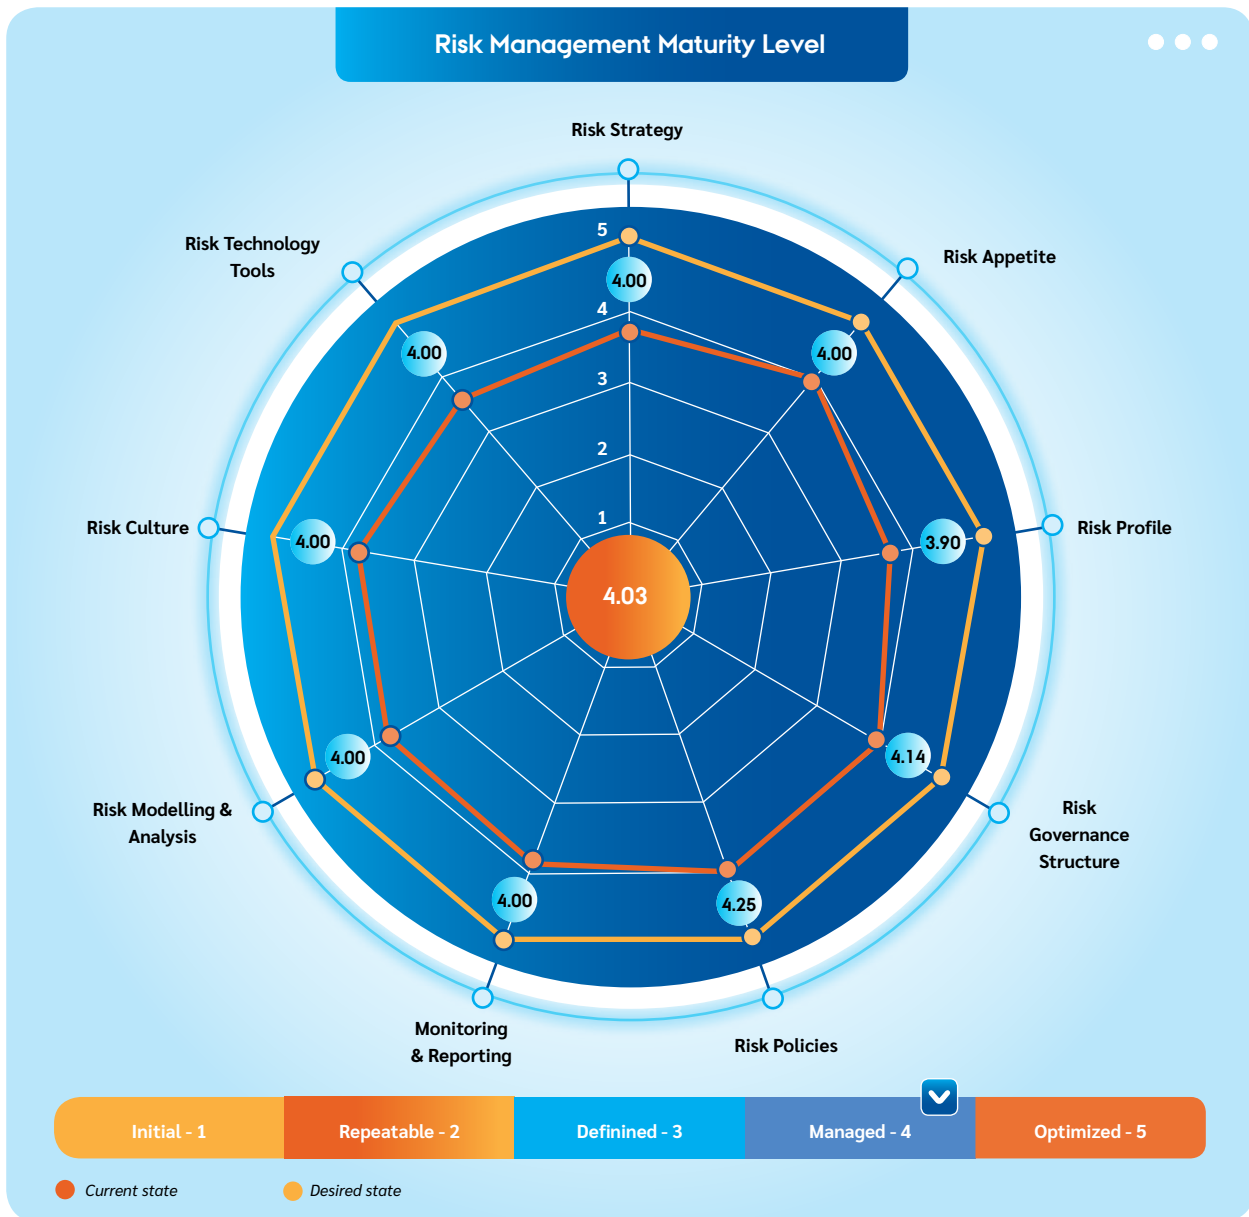 Risk Management Maturity Level
Risk Strategy
Risk Technology
Tools
Risk Appetite
5
4.00
4
4.00
4.00
3
2
1
Risk Culture
4.00
3.90
Risk Profile
4.03
4.00
4.14
Risk Modelling &
Analysis
Risk
Governance
Structure
4.00
4.25
Monitoring
& Reporting
Risk Policies
Initial - 1
Repeatable - 2
Definined - 3
Managed - 4
Optimized - 5
Current state
Desired state